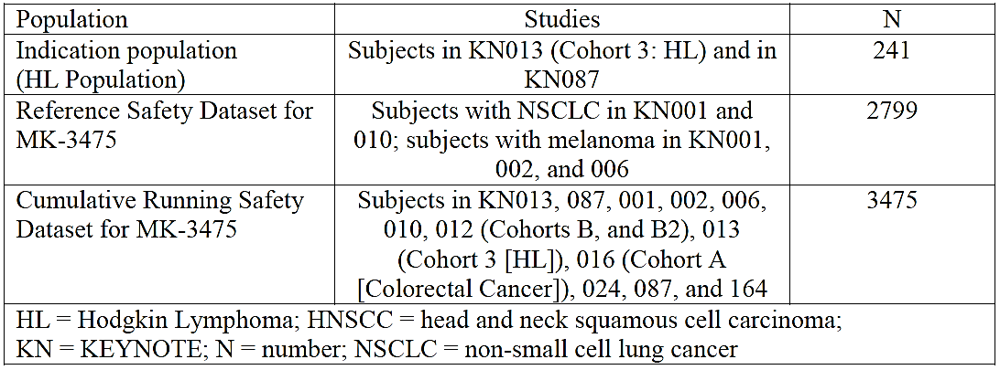 Population Studies N
Indication population
(HL Population)
Subjects in KN013 (Cohort 3: HL) and in
KN087
241
Reference Safety Dataset for
MK-3475
Subjects with NSCLC in KN001 and
010; subjects with melanoma in KN001,
002, and 006
2799
Cumulative Running Safety
Dataset for MK-3475
Subjects in KN013, 087, 001, 002, 006,
010, 012 (Cohorts B, and B2), 013
(Cohort 3 [HL]), 016 (Cohort A
[Colorectal Cancer]), 024, 087, and 164
3475
HL = Hodgkin Lymphoma; HNSCC = head and neck squamous cell carcinoma;
KN = KEYNOTE; N = number; NSCLC = non-small cell lung cancer